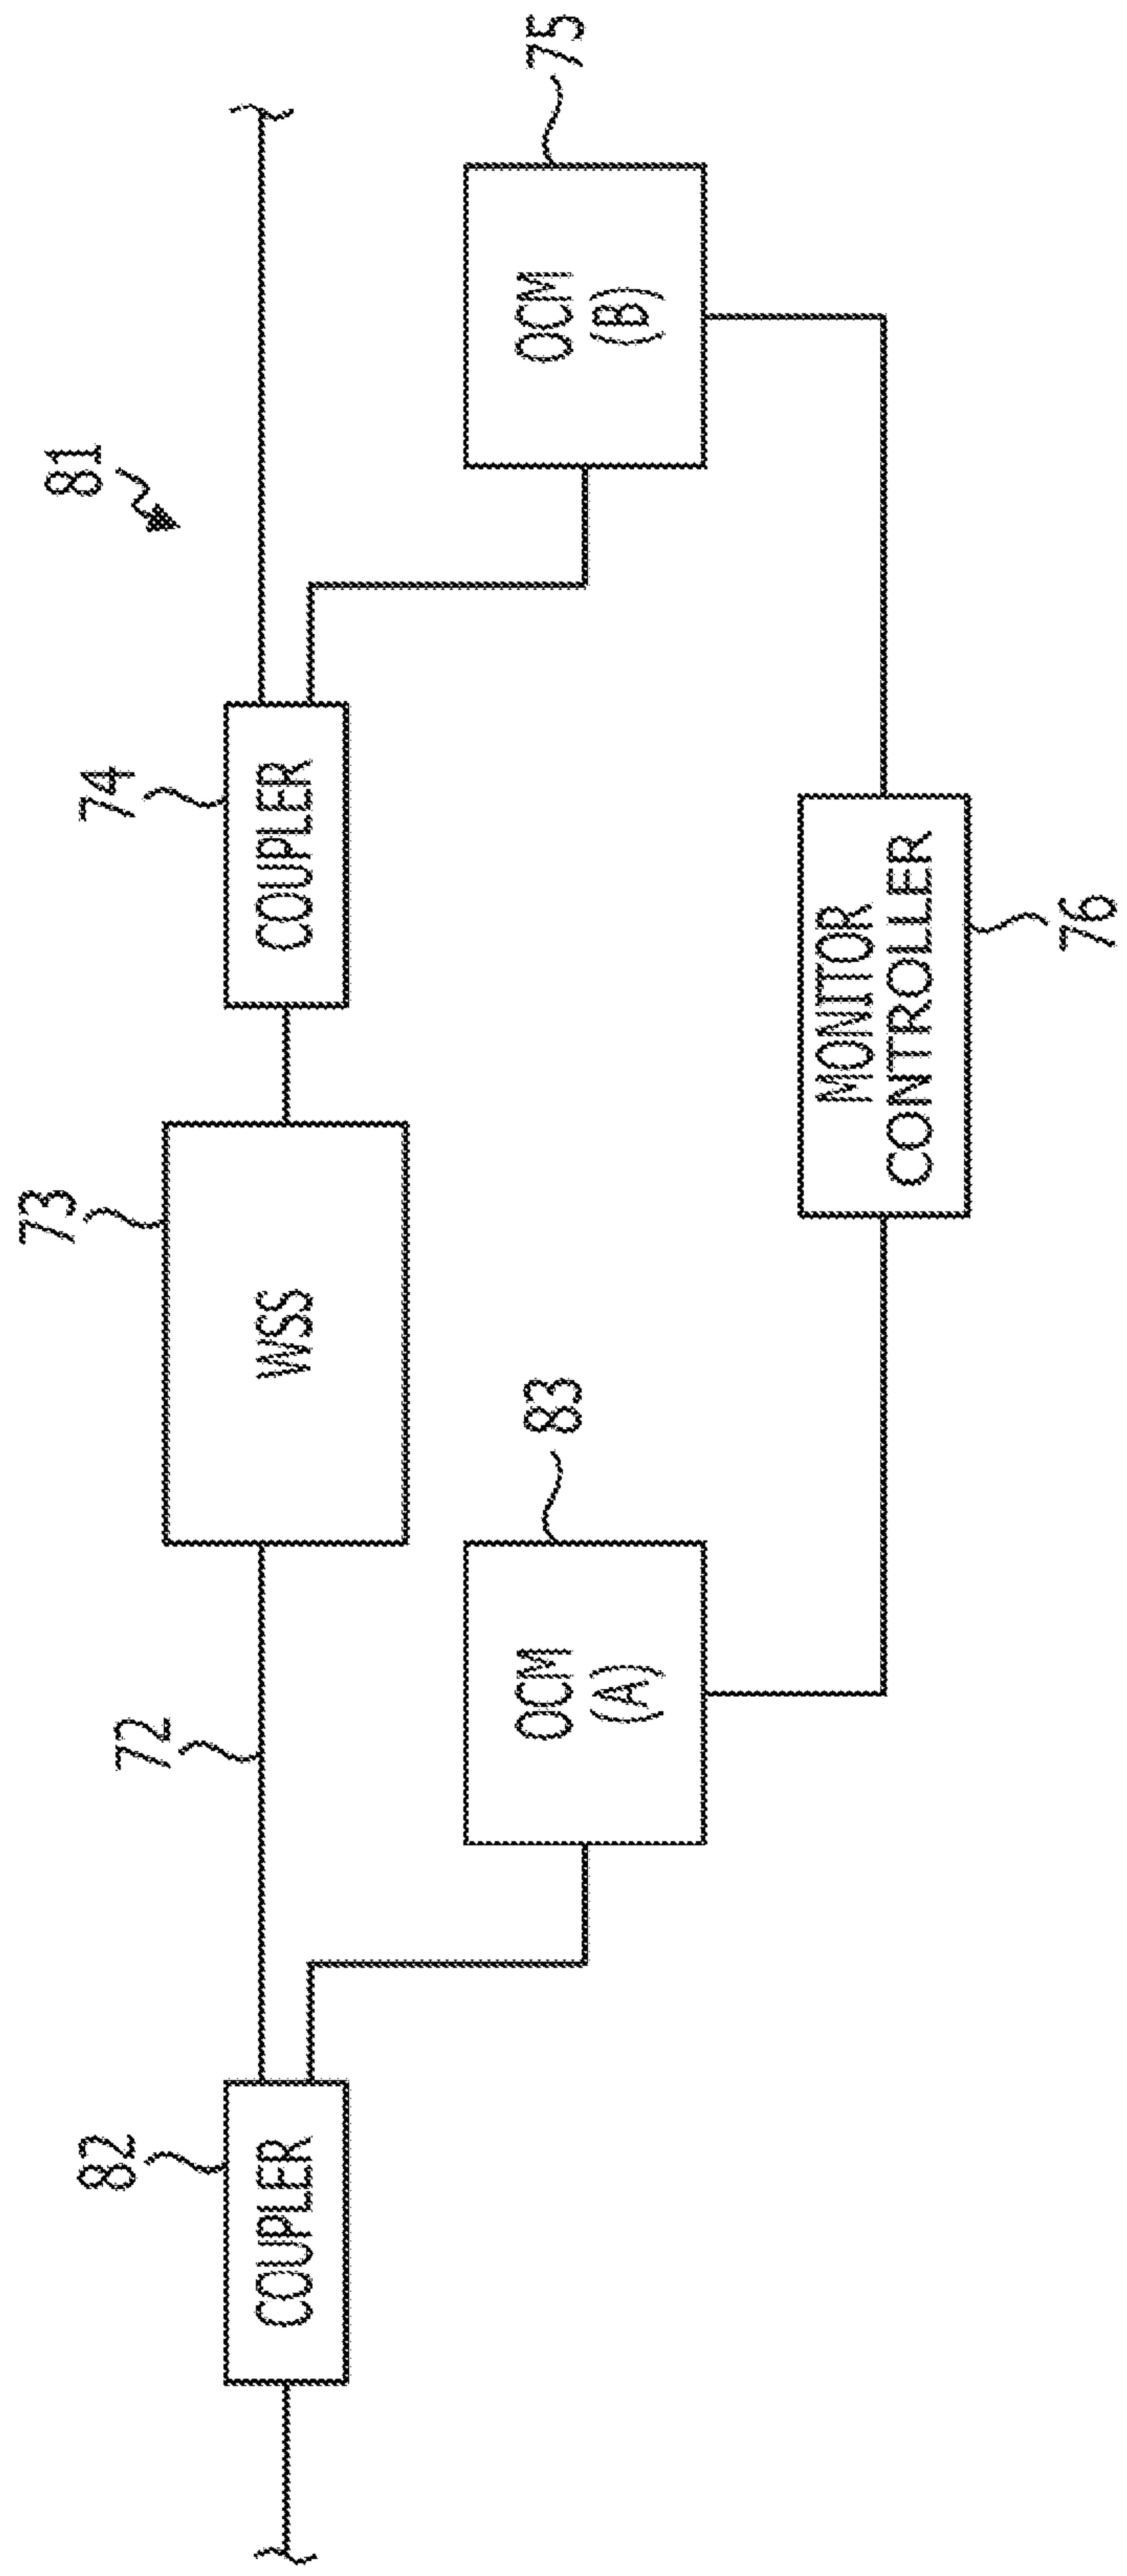 81
73
74
72
82
WSS
COUPLER
COUPLER
83
75
OCM
(A)
OCM
(B)
MONITOR
CONTROLLER
76